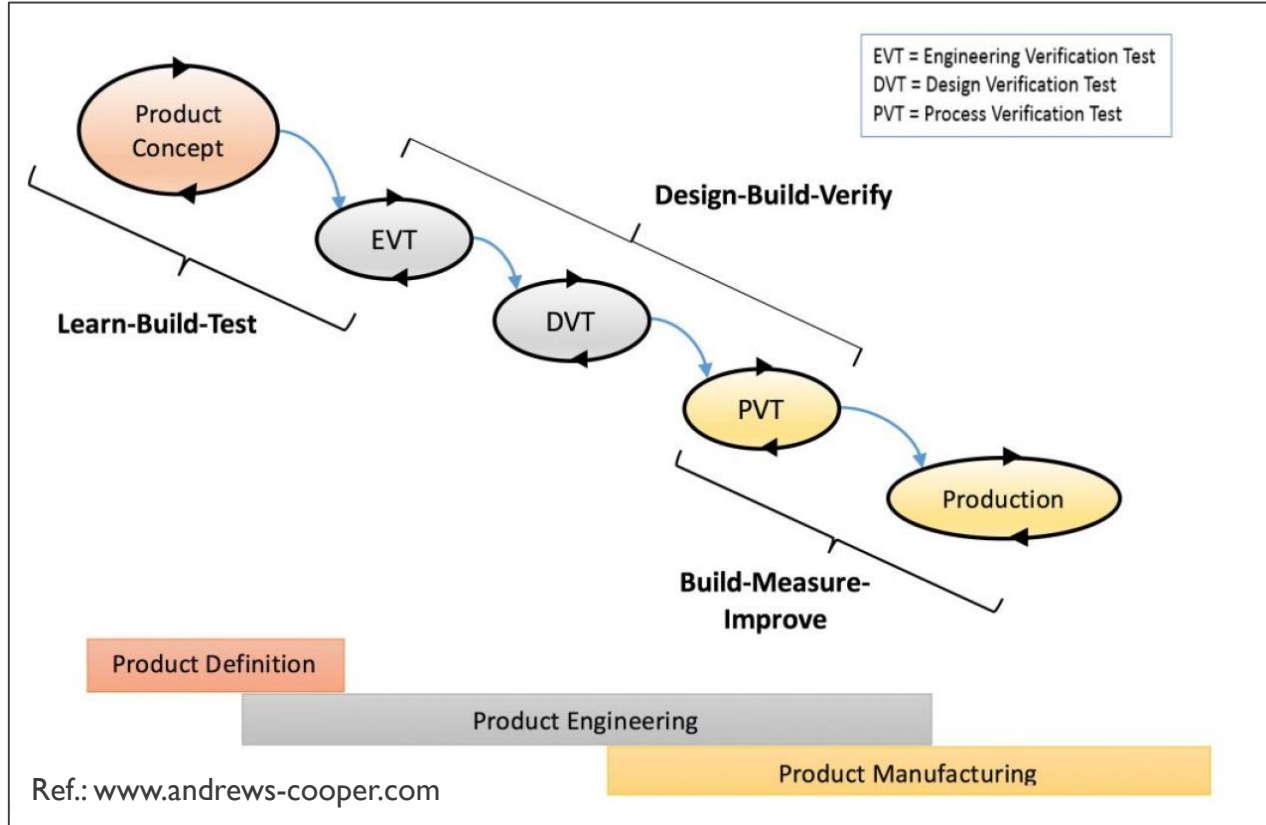 EVT = Engineering Verification Test
DVT = Design Verification Test
PVT = Process Verification Test
Product
Concept
Design-Build-Verify
EVT
Learn-Build-Test
DVT
PVT
Production
Build-Measure-
Improve
Product Definition
Product Engineering
Product Manufacturing
Ref.: www.andrews-cooper.com